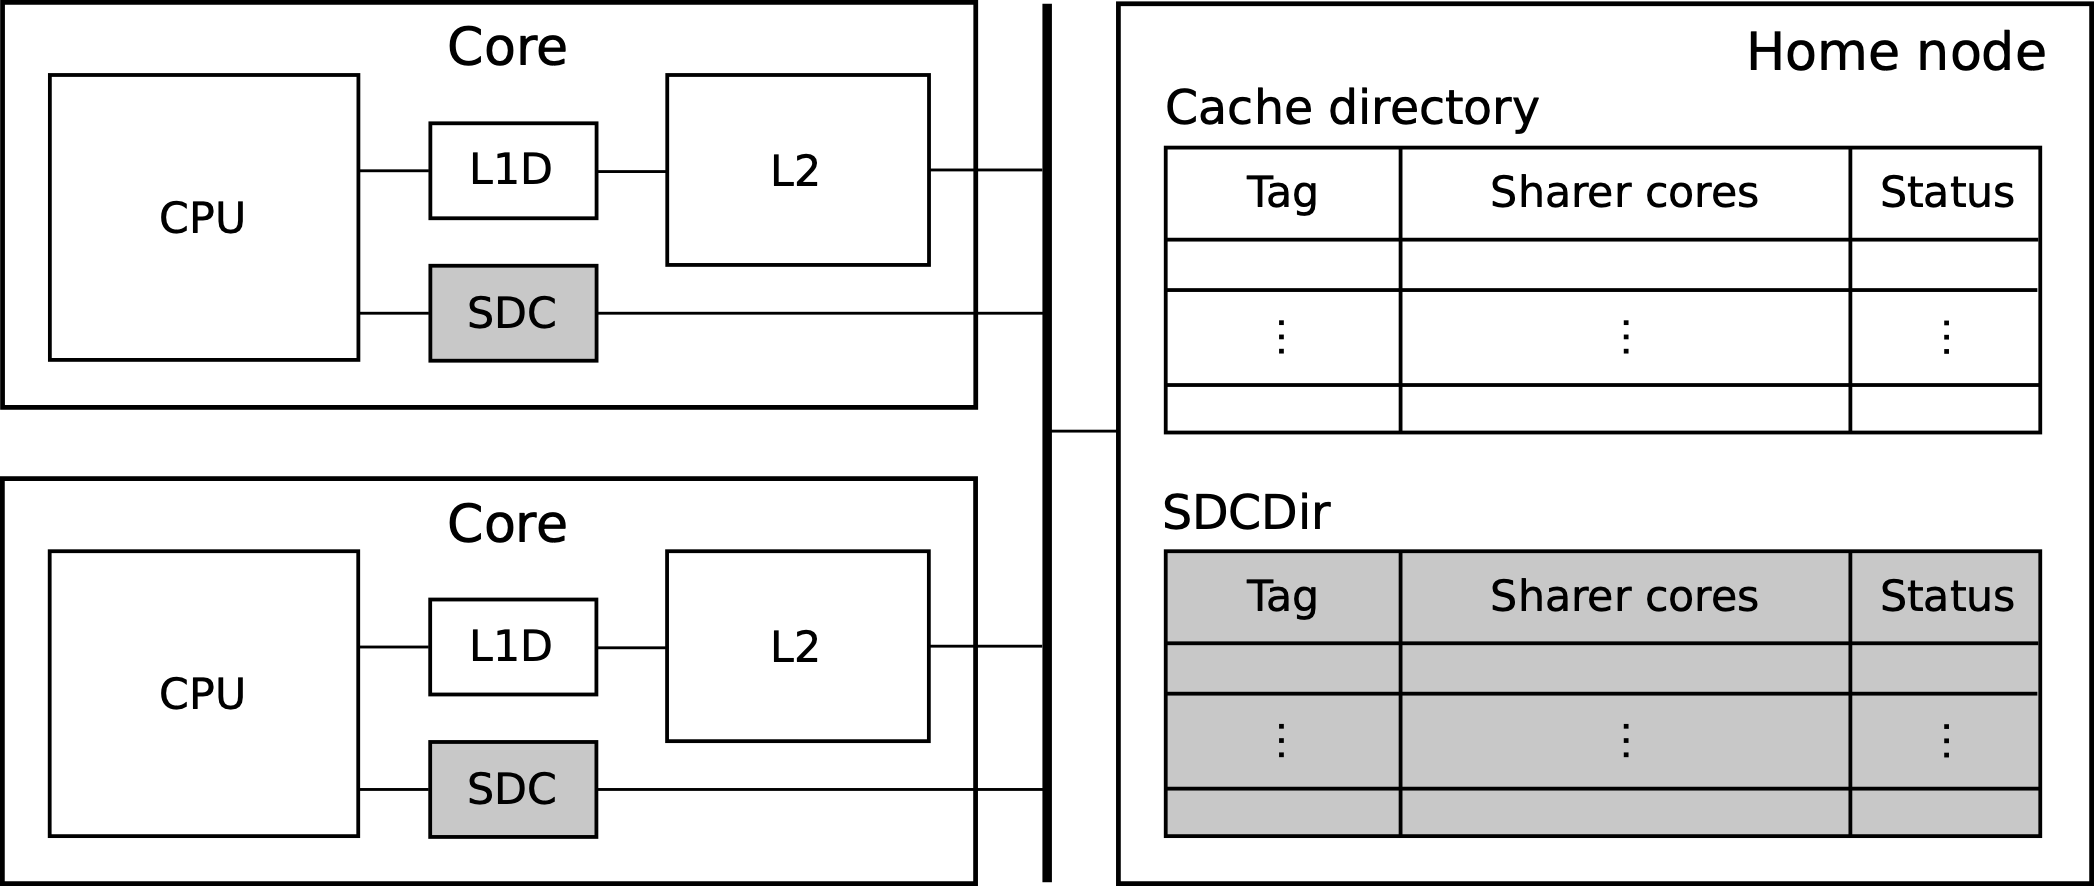 Core
CPU
L1D
L2
SDC
Core
CPU
L1D
L2
SDC
Home node
Cache directory
Tag Sharer cores Status
⋮ ⋮ ⋮
SDCDir
Tag Sharer cores Status
⋮ ⋮ ⋮